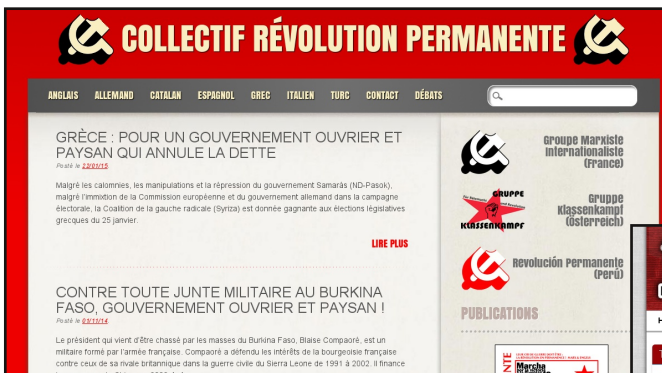 COLLECTIF RÉVOLUTION PERMANENTE
ANGLAIS ALLEMAND CATALAN ESPAGNOL GREC ITALIEN TURC CONTACT DÉBATS
GRÈCE : POUR UN GOUVERNEMENT OUVRIER ET
PAYSAN QUI ANNULE LA DETTE
Posté le 22/01/15.
Malgré les calomnies, les manipulations et la répression du gouvernement Samaràs (ND-Pasok),
malgré l'immixtion de la Commission européenne et du gouvernement allemand dans la campagne
électorale, la Coalition de la gauche radicale (Syriza) est donnée gagnante aux élections législatives
grecques du 25 janvier.
LIRE PLUS
CONTRE TOUTE JUNTE MILITAIRE AU BURKINA
FASO, GOUVERNEMENT OUVRIER ET PAYSAN !
Posté le 01/11/14.
Le président qui vient d'être chassé par les masses du Burkina Faso, Blaise Compaoré, est un
militaire formé par l'armée française. Compaoré a défendu les intérêts de la bourgeoisie française
contre ceux de sa rivale britannique dans la guerre civile du Sierra Leone de 1991 à 2002. Il finance
Groupe Marxiste
Internationaliste
(France)
GRUPPE
KLASSENKAMPF
Gruppe
Klassenkampf
(Österreich)
Revolución Permanente
(Perú)
PUBLICATIONS
Marcha